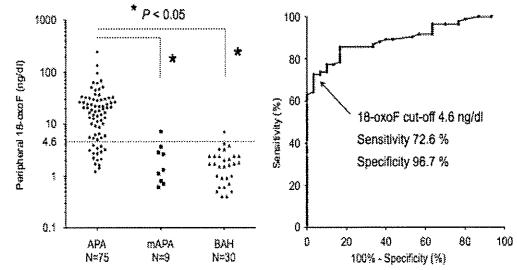 * P < 0.05
*
*
Peripheral 18-oxoF (ng/dl)
1000
100
10
4.6
1
0.1
APA
N=75
mAPA
N=9
BAH
N=30
Sensitivity (%)
100
80
60
40
20
0
18-oxoF cut-off 4.6 ng/dl
Sensitivity 72.6 %
Specificity 96.7 %
0 20 40 60 80 100
100% - Specificity (%)